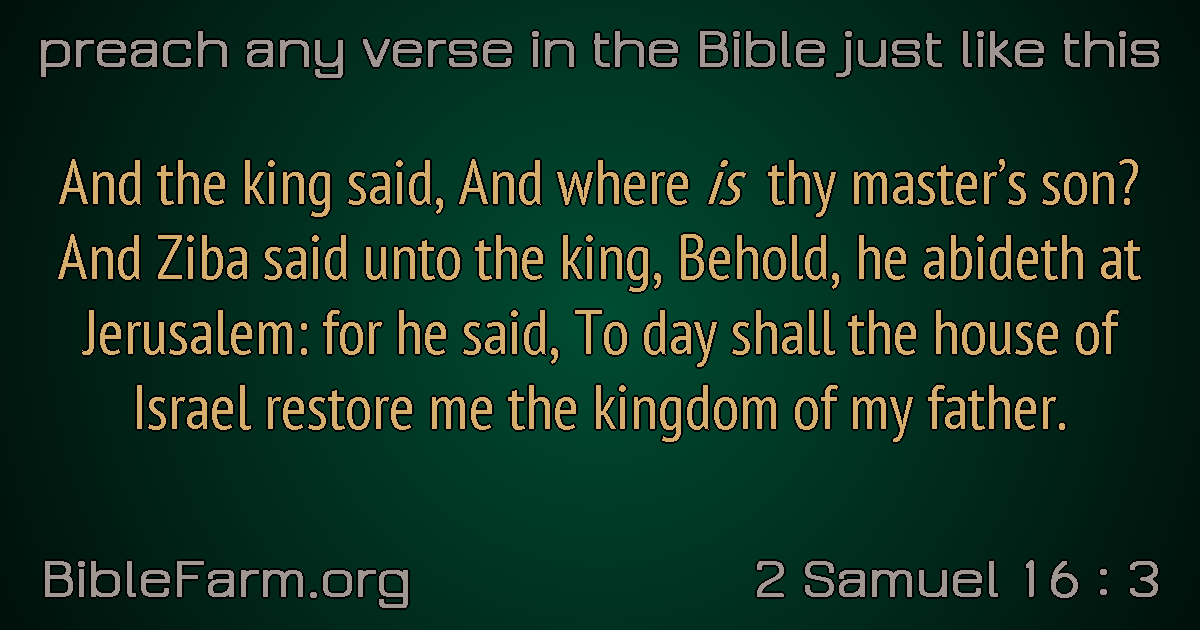 preach any verse in the Bible just like this
And the king said, And where is thy master’s son?
And Ziba said unto the king, Behold, he abideth at
Jerusalem: for he said, To day shall the house of
Israel restore me the kingdom of my father.
BibleFarm.org
2 Samuel 16 : 3